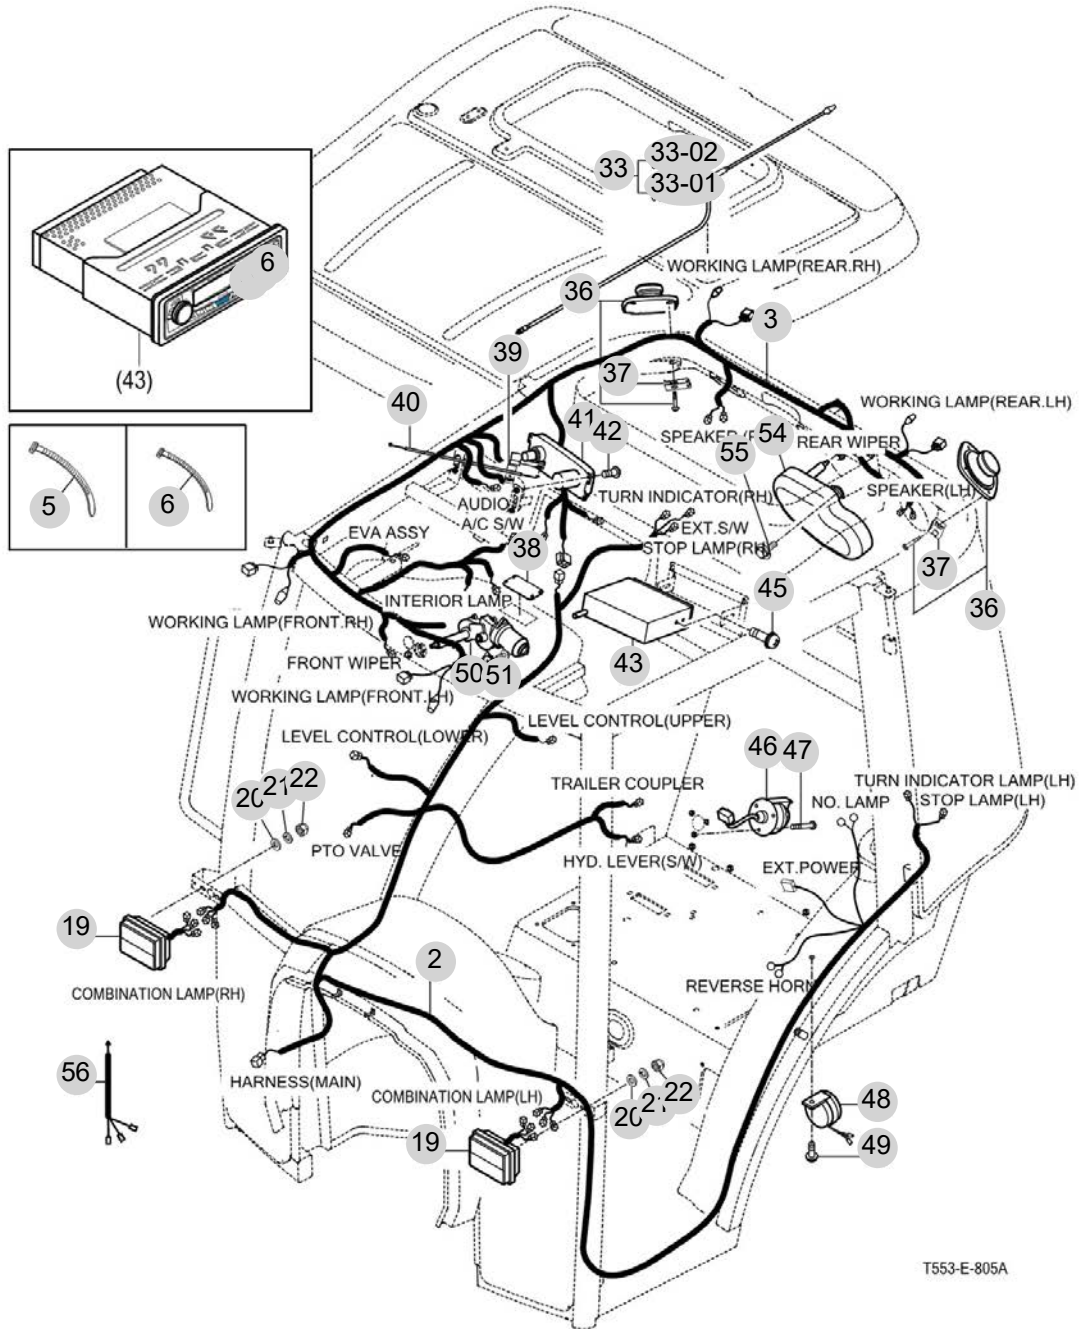 33
33-02
33-01
6
WORKING LAMP(REAR.RH)
36
3
39
(43)
37
40
41
42
WORKING LAMP(REAR.LH)
SPEAKER
54
REAR WIPER
55
5
6
AUDIO
A/C S/W
TURN INDICATOR(RH)
SPEAKER(LH)
EVA ASSY
EXT.S/W
38
STOP LAMP(RH)
37
45
36
INTERIOR LAMP
WORKING LAMP(FRONT.RH)
FRONT WIPER
50
51
43
WORKING LAMP(FRONT.LH)
LEVEL CONTROL(UPPER)
LEVEL CONTROL(LOWER)
46
47
20
21
22
TRAILER COUPLER
TURN INDICATOR LAMP(LH)
NO. LAMP
STOP LAMP(LH)
PTO VALVE
HYD. LEVER(S/W)
EXT.POWER
19
2
COMBINATION LAMP(RH)
REVERSE HORN
56
HARNESS(MAIN)
COMBINATION LAMP(LH)
20
21
22
48
19
49
T553-E-805A